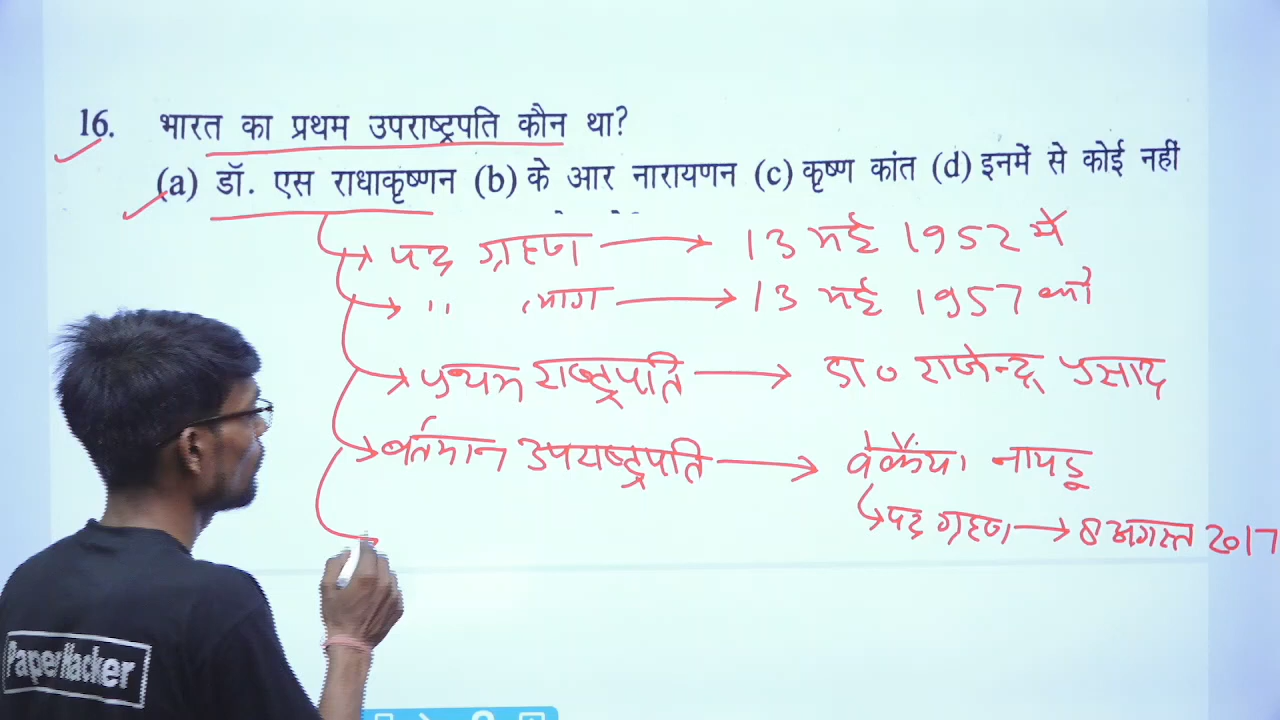 16. भारत का प्रथम उपराष्ट्रपति कौन था?
(a) डॉ. एस राधाकृष्णन (b) के आर नारायणन (c) कृष्ण कांत (d) इनमें से कोई नहीं
पद ग्रहण → 13 मई 1952 में
" त्याग → 13 मई 1957 को
प्रथम राष्ट्रपति → डा० राजेन्द्र प्रसाद
वर्तमान उपराष्ट्रपति → वेंकैया नायडू
पद ग्रहण → 8 अगस्त 2017
PaperHacker